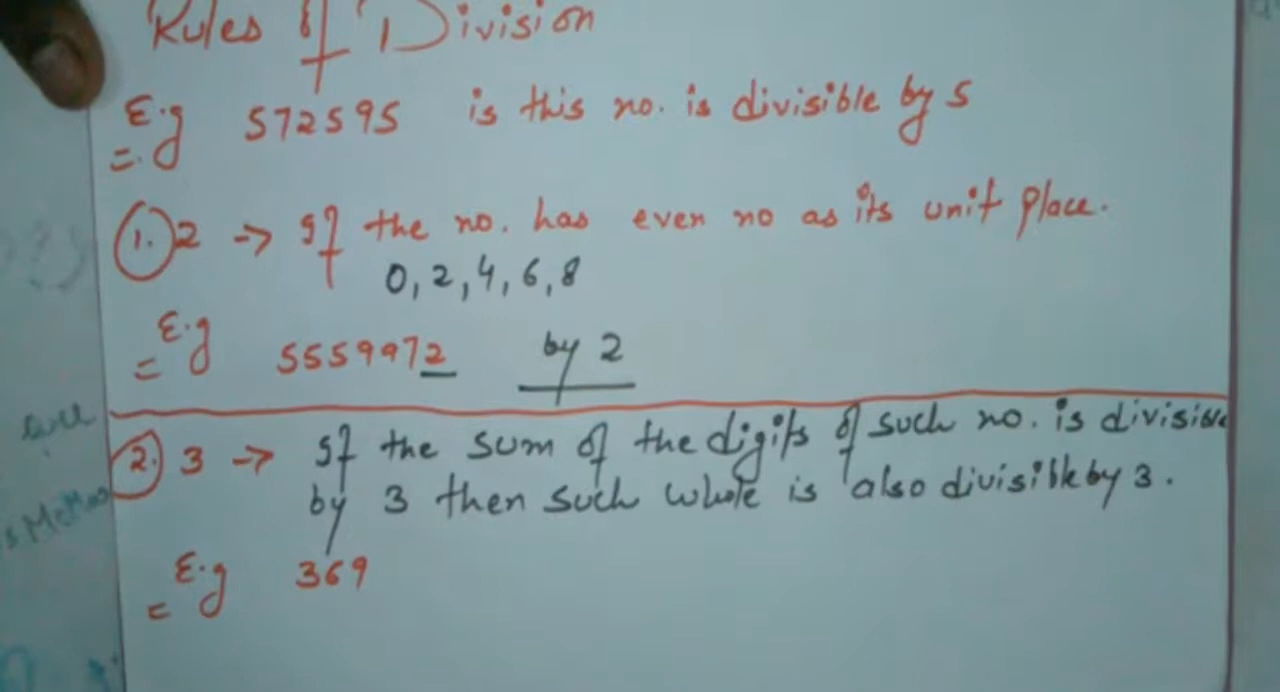 Rules of Division
E.g 572595 is this no. is divisible by 5
1. 2 → If the no. has even no as its unit place.
0, 2, 4, 6, 8
E.g 5559972 by 2
2. 3 → If the sum of the digits of such no. is divisible
by 3 then such whole is also divisible by 3.
E.g 369